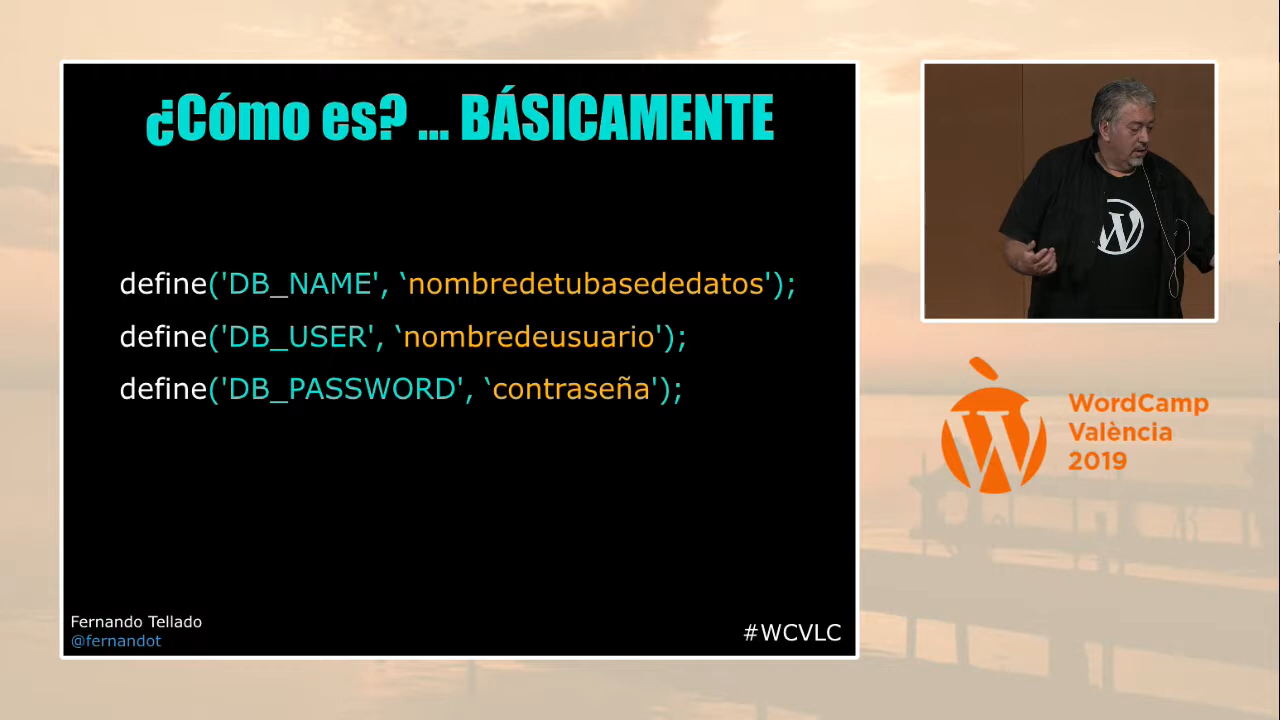 ¿Cómo es? ... BÁSICAMENTE
define('DB_NAME', ‘nombredetubasededatos');
define('DB_USER', ‘nombredeusuario');
define('DB_PASSWORD', ‘contraseña');
Fernando Tellado
@fernandot
#WCVLC
WordCamp
València
2019